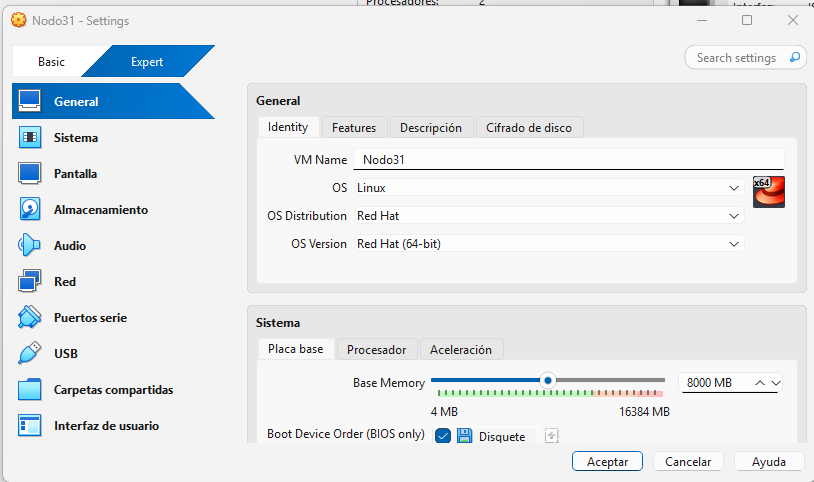 Procesadores: 2
Nodo31 - Settings
Basic Expert
Search settings
General
Sistema
Pantalla
Almacenamiento
Audio
Red
Puertos serie
USB
Carpetas compartidas
Interfaz de usuario
General
Identity Features Descripción Cifrado de disco
VM Name Nodo31
OS Linux
x64
OS Distribution Red Hat
OS Version Red Hat (64-bit)
Sistema
Placa base Procesador Aceleración
Base Memory 8000 MB
4 MB 16384 MB
Boot Device Order (BIOS only) Disquete
Aceptar Cancelar Ayuda